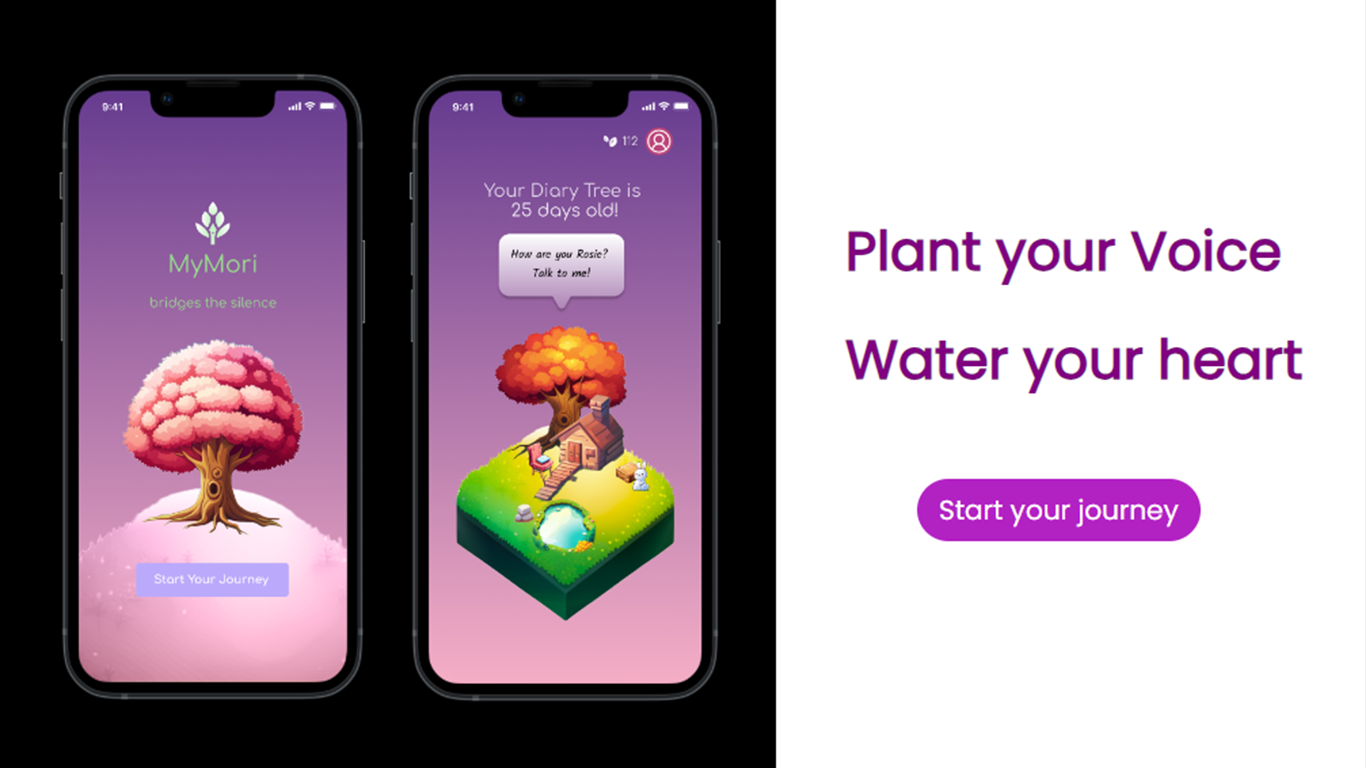 9:41
MyMori
bridges the silence
Start Your Journey
9:41
112
Your Diary Tree is
25 days old!
How are you Rosie?
Talk to me!
Plant your Voice
Water your heart
Start your journey